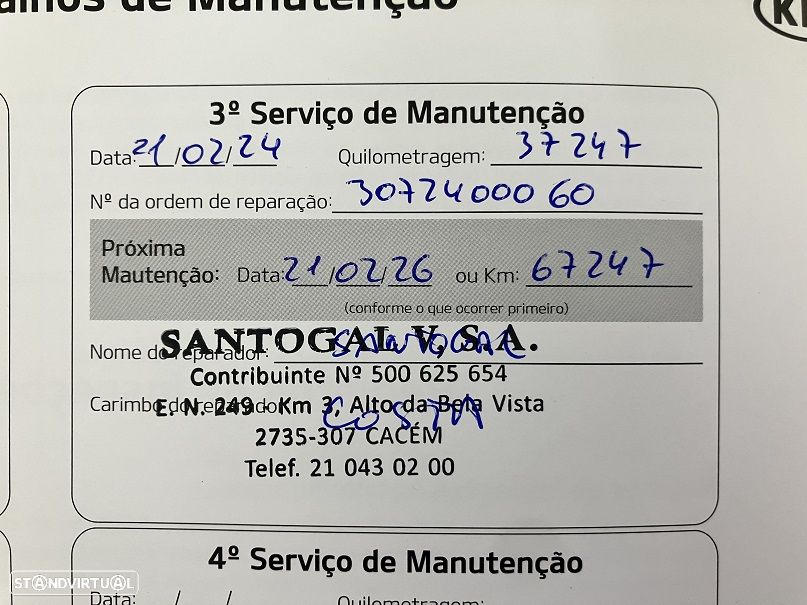 de Manutenção
3º Serviço de Manutenção
Data: 21/02/24 Quilometragem: 37247
Nº da ordem de reparação: 3072400060
Próxima
Mautenção: Data: 21/02/26 ou Km: 67247
(conforme o que ocorrer primeiro)
SANTOGAL V, S.A.
Nome do reparador: SANTOGAL
Contribuinte Nº 500 625 654
Carimbo do reparador: COSTA
E. N. 249 - Km 3, Alto da Bela Vista
2735-307 CACÉM
Telef. 21 043 02 00
4º Serviço de Manutenção
Data: / / Quilometragem:
STANDVIRTUAL